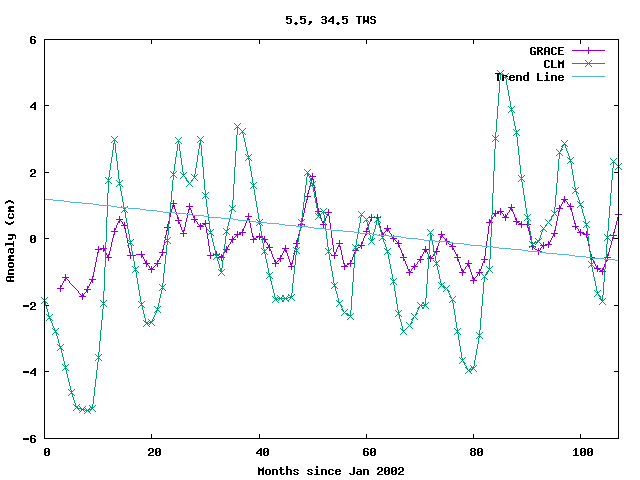 5.5, 34.5 TWS
GRACE
CLM
Trend Line
6
4
2
0
-2
-4
-6
Anomaly (cm)
0 20 40 60 80 100
Months since Jan 2002